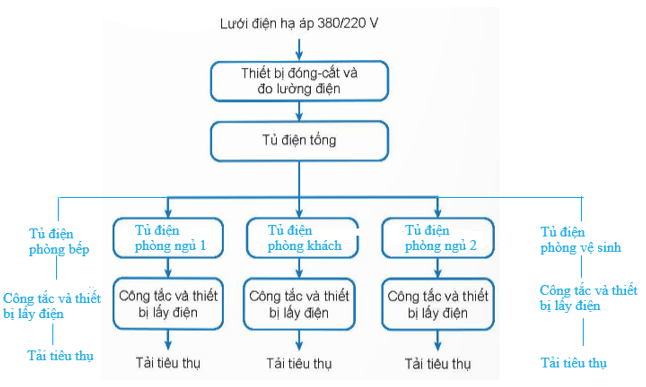 Lưới điện hạ áp 380/220 V
Thiết bị đóng-cắt và
đo lường điện
Tủ điện tổng
Tủ điện
phòng bếp
Tủ điện
phòng ngủ 1
Tủ điện
phòng khách
Tủ điện
phòng ngủ 2
Tủ điện
phòng vệ sinh
Công tắc và thiết
bị lấy điện
Công tắc và thiết
bị lấy điện
Công tắc và thiết
bị lấy điện
Công tắc và thiết
bị lấy điện
Công tắc và thiết
bị lấy điện
Tải tiêu thụ
Tải tiêu thụ
Tải tiêu thụ
Tải tiêu thụ
Tải tiêu thụ